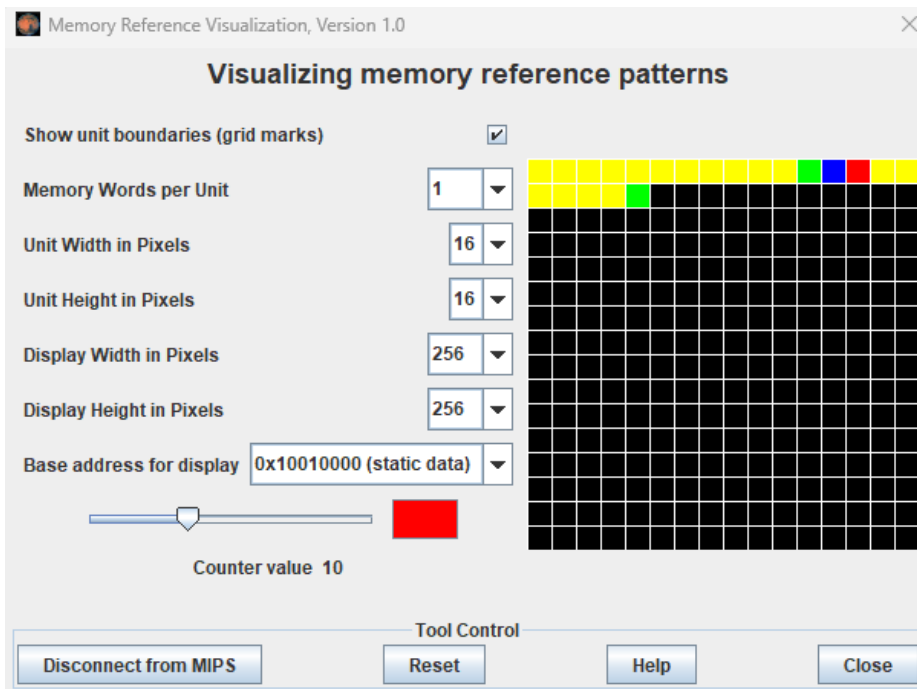 Memory Reference Visualization, Version 1.0
Visualizing memory reference patterns
Show unit boundaries (grid marks)
Memory Words per Unit 1
Unit Width in Pixels 16
Unit Height in Pixels 16
Display Width in Pixels 256
Display Height in Pixels 256
Base address for display 0x10010000 (static data)
Counter value 10
Tool Control
Disconnect from MIPS Reset Help Close